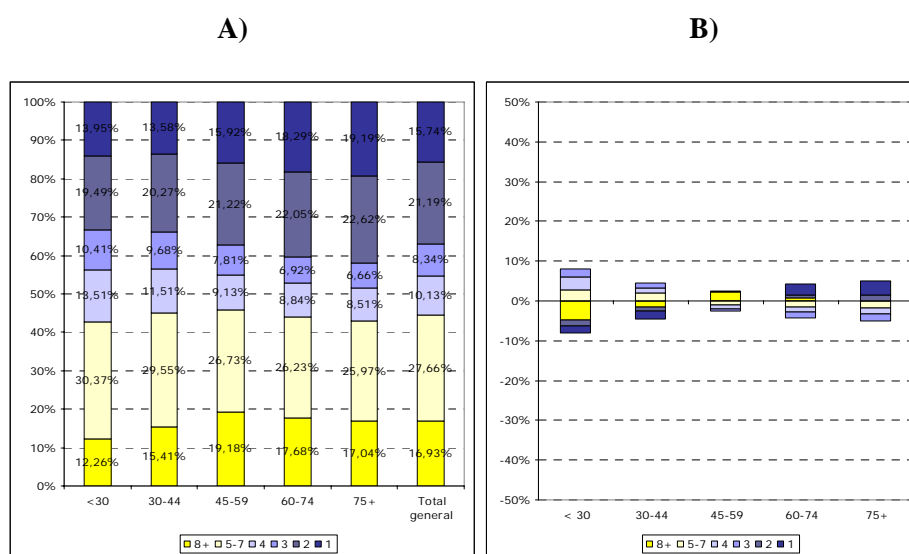 A) B)
100% 50%
90% 40%
80% 30%
70% 20%
60% 10%
50% 0%
40% -10%
30% -20%
20% -30%
10% -40%
0% -50%
13,95% 13,58% 15,92% 18,29% 19,19% 15,74%
19,49% 20,27% 21,22% 22,05% 22,62% 21,19%
10,41% 9,68% 7,81% 6,92% 6,66% 8,34%
13,51% 11,51% 9,13% 8,84% 8,51% 10,13%
30,37% 29,55% 26,73% 26,23% 25,97% 27,66%
12,26% 15,41% 19,18% 17,68% 17,04% 16,93%
<30 30-44 45-59 60-74 75+ Total
general
8+ 5-7 4 3 2 1
< 30 30-44 45-59 60-74 75+
8+ 5-7 4 3 2 1